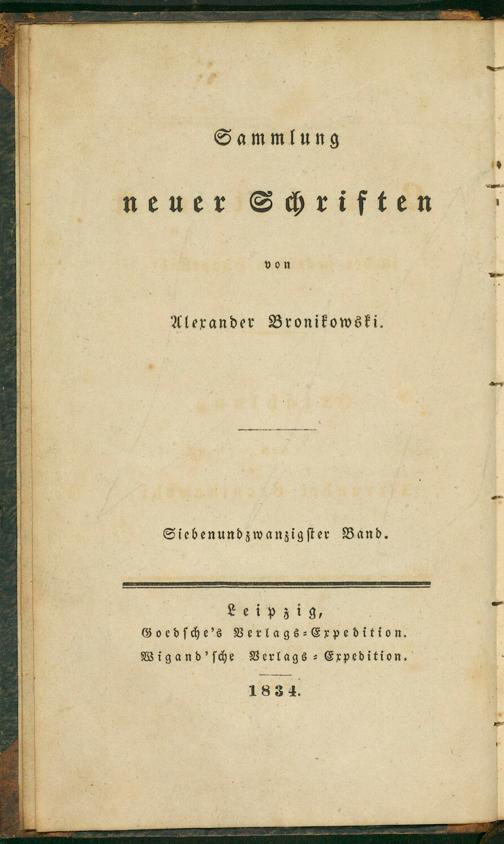 Sammlung
neuer Schriften
von
Alexander Bronikowski.
Siebenundzwanzigster Band.
Leipzig,
Goedsche's Verlags-Expedition.
Wigand'sche Verlags-Expedition.
1834.